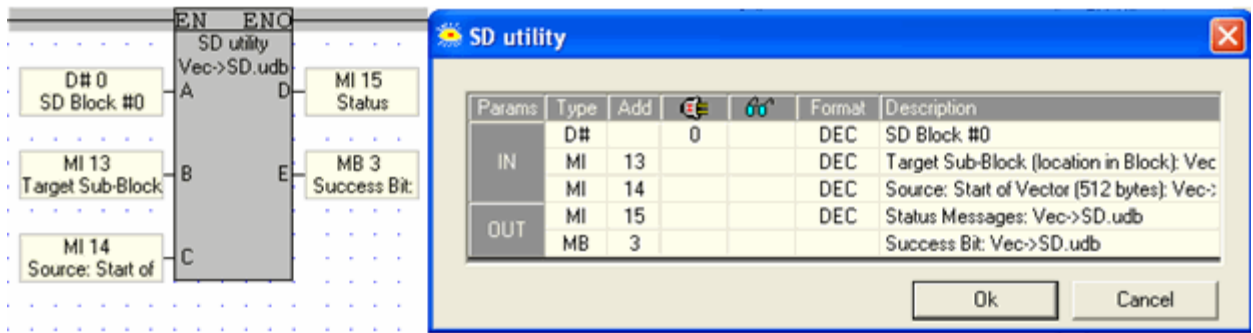 EN ENO
SD utility
Vec->SD.udb
D# 0
SD Block #0
A
D
MI 15
Status
MI 13
Target Sub-Block
B
E
MB 3
Success Bit:
MI 14
Source: Start of
C
SD utility
Params Type Add Format Description
IN
D# 0 DEC SD Block #0
MI 13 DEC Target Sub-Block (location in Block): Vec
MI 14 DEC Source: Start of Vector (512 bytes): Vec-:
OUT
MI 15 DEC Status Messages: Vec->SD.udb
MB 3 Success Bit: Vec->SD.udb
Ok Cancel